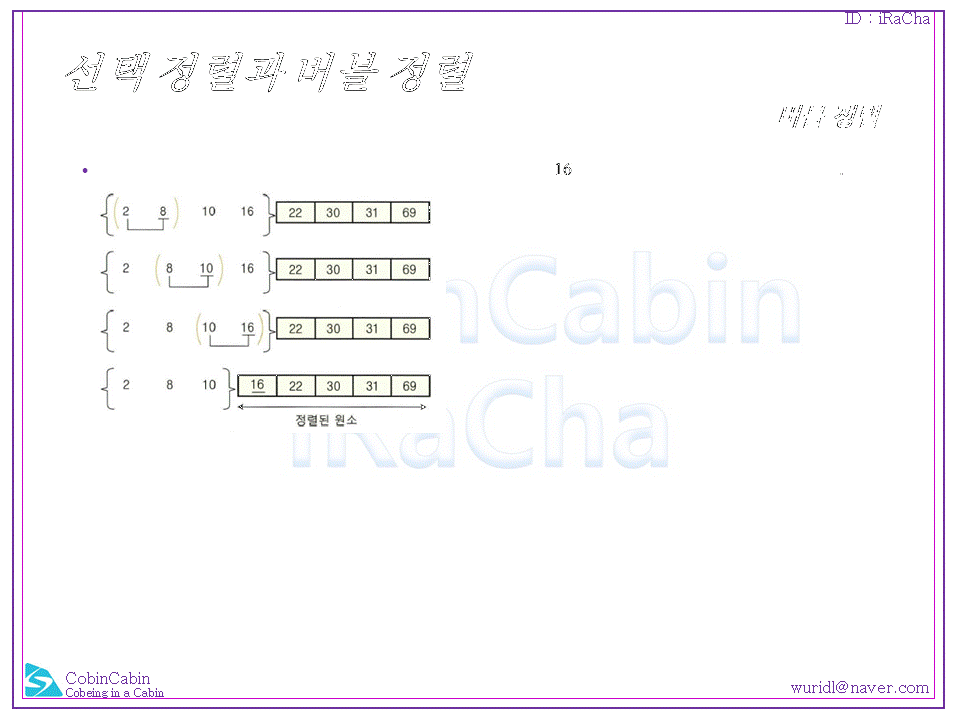 ID : iRaCha
선택 정렬과 버블 정렬
버블 정렬
• 16
2 8 10 16 22 30 31 69
2 8 10 16 22 30 31 69
2 8 10 16 22 30 31 69
2 8 10 16 22 30 31 69
정렬된 원소
CobinCabin
iRaCha
CobinCabin
Cobeing in a Cabin
wuridl@naver.com